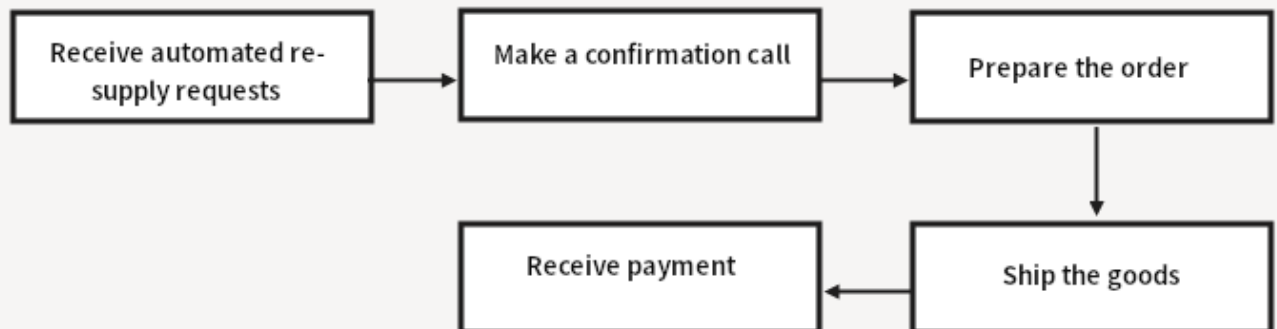 Receive automated re-
supply requests
Make a confirmation call
Prepare the order
Ship the goods
Receive payment